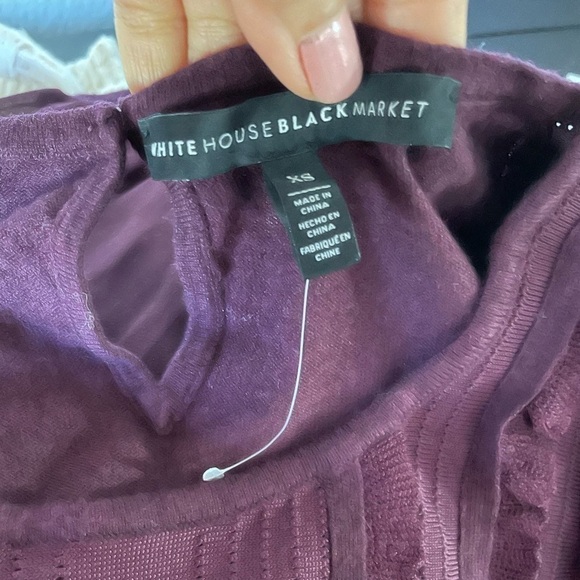 WHITE HOUSE BLACK MARKET
XS
MADE IN
CHINA
HECHO EN
CHINA
FABRIQUÉ EN
CHINE